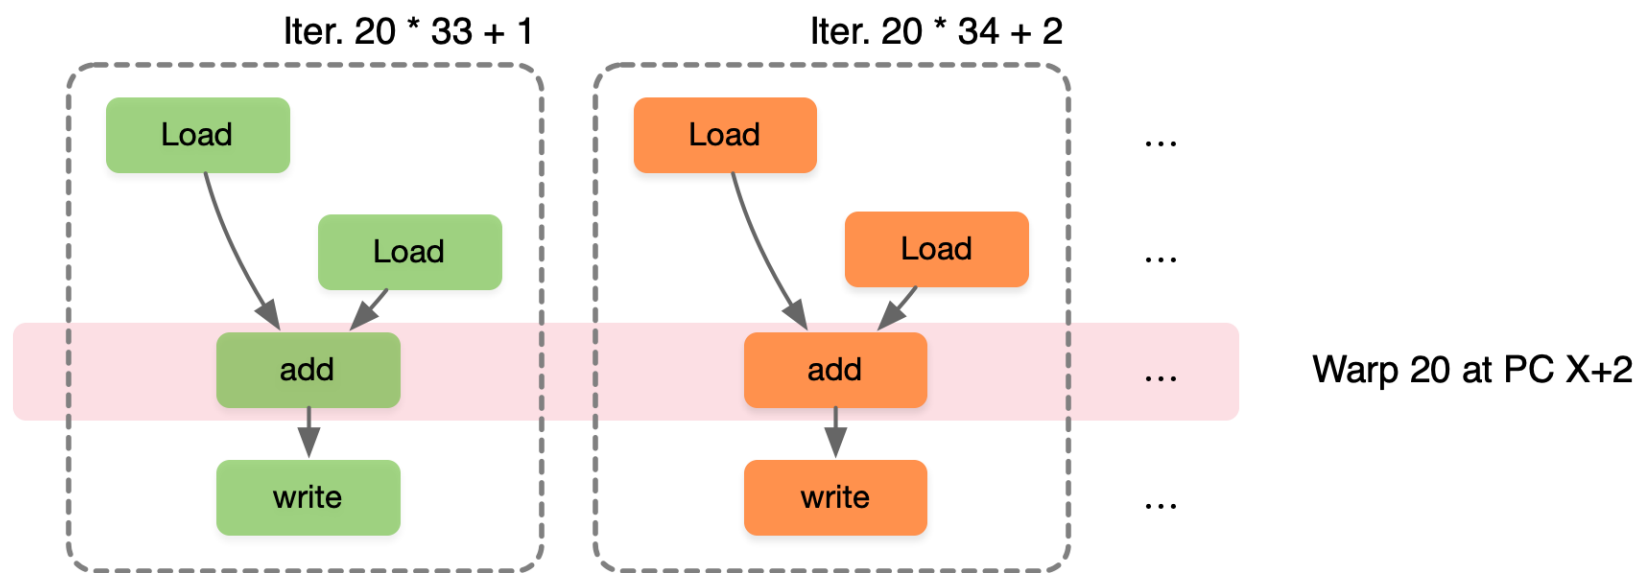 Iter. 20 * 33 + 1
Iter. 20 * 34 + 2
Load
Load
...
Load
Load
...
add
add
...
Warp 20 at PC X+2
write
write
...